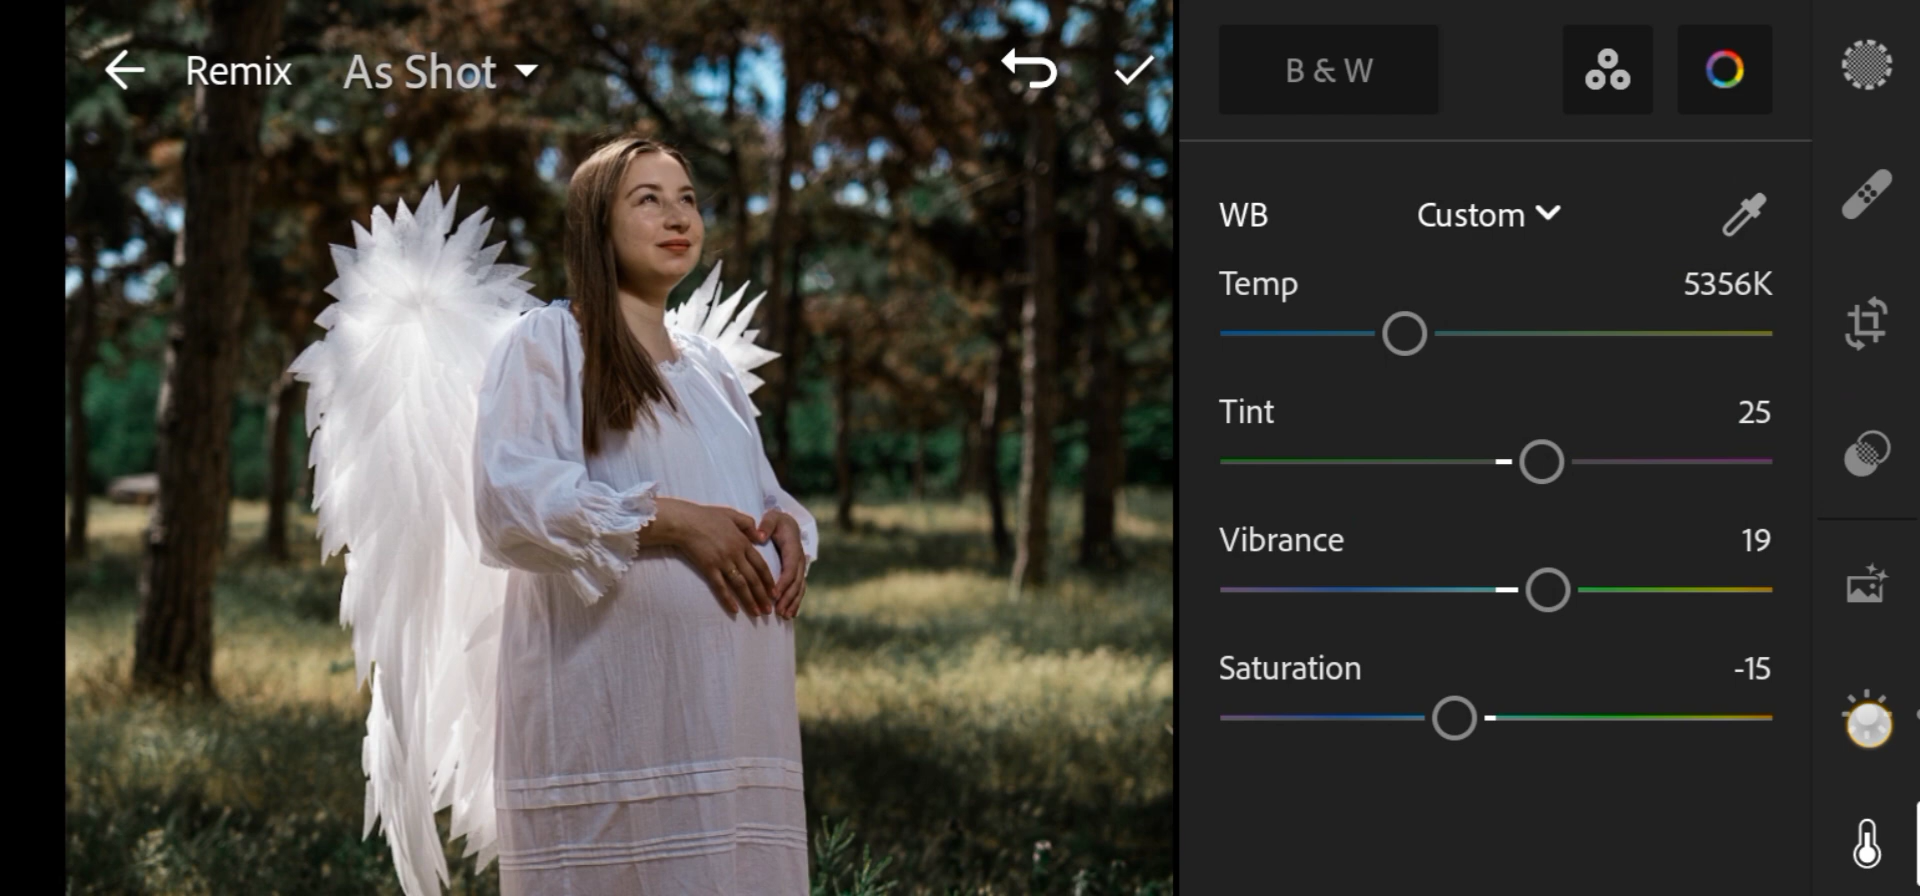 Remix As Shot
B & W
WB Custom
Temp 5356K
Tint 25
Vibrance 19
Saturation -15